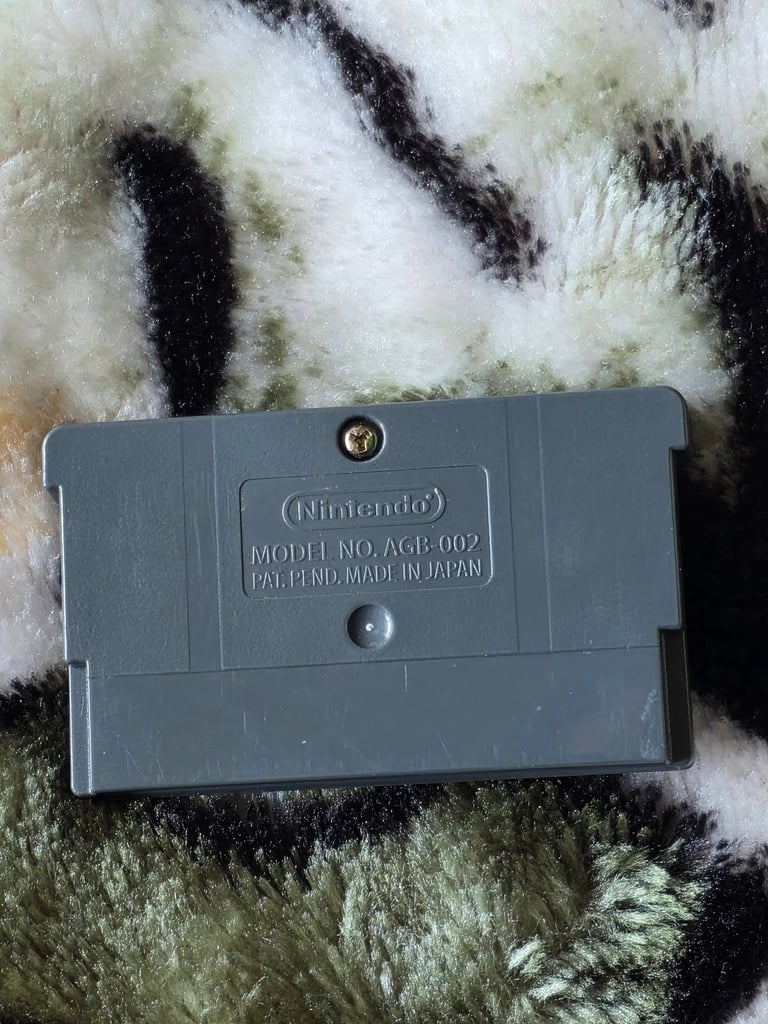 Nintendo®
MODEL NO. AGB-002
PAT. PEND. MADE IN JAPAN